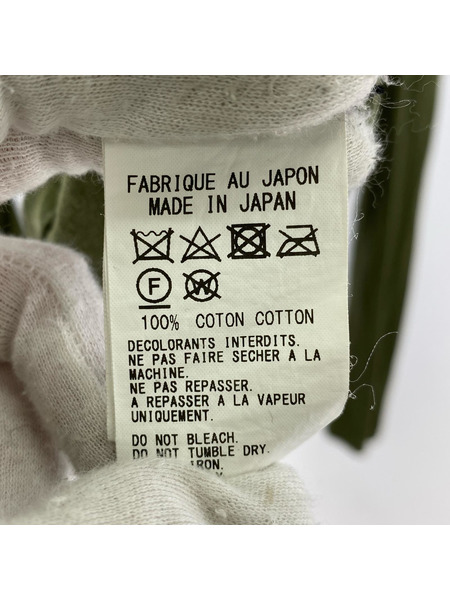 FABRIQUE AU JAPON
MADE IN JAPAN
F W
100% COTON COTTON
DECOLORANTS INTERDITS.
NE PAS FAIRE SECHER A LA
MACHINE.
NE PAS REPASSER.
A REPASSER A LA VAPEUR
UNIQUEMENT.
DO NOT BLEACH.
DO NOT TUMBLE DRY.
IRON.